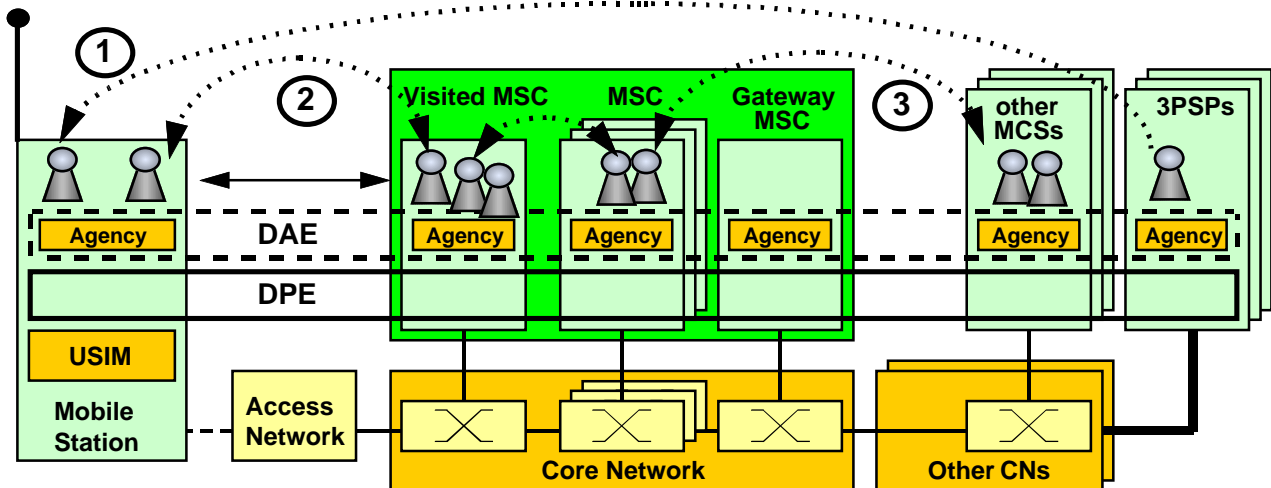 1
2
3
Visited MSC
MSC
Gateway
MSC
other
MCSs
3PSPs
Agency
DAE
Agency
Agency
Agency
Agency
Agency
DPE
USIM
Mobile
Station
Access
Network
Core Network
Other CNs